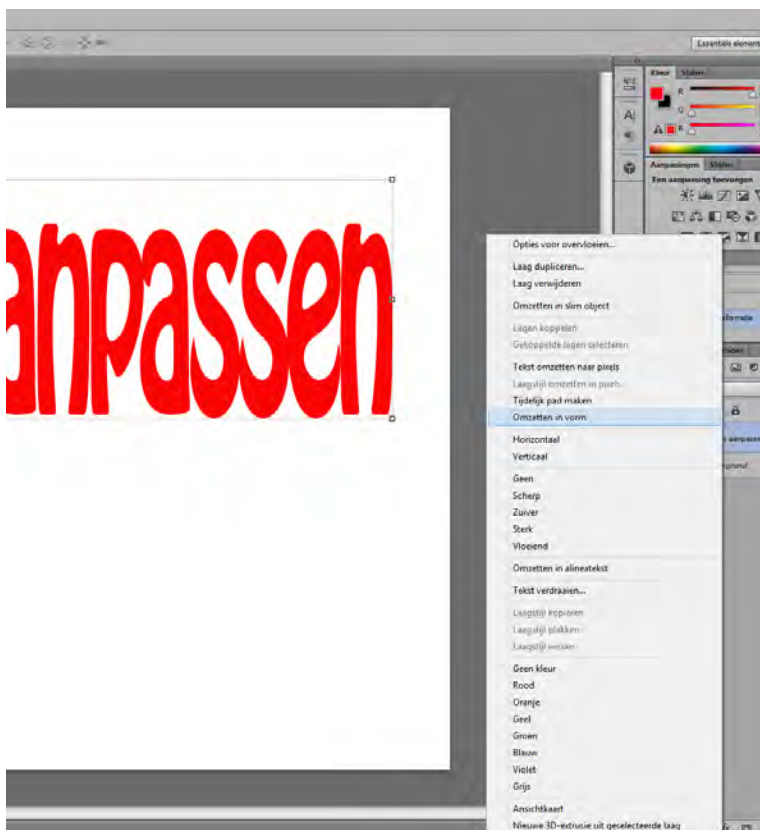 Essentiële element
Kleur Stalen
R
G
B
A
Aanpassingen Stijlen
Een aanpassing toevoegen
anpassen
Opties voor overvloeien...
Laag dupliceren...
Laag verwijderen
Omzetten in slim object
Lagen koppelen
Gekoppelde lagen selecteren
Tekst omzetten naar pixels
Laagstijl omzetten in pixels
Tijdelijk pad maken
Omzetten in vorm
Horizontaal
Verticaal
Geen
Scherp
Zuiver
Sterk
Vloeiend
Omzetten in alineatekst
Tekst verdraaien...
Laagstijl kopiëren
Laagstijl plakken
Laagstijl wissen
Geen kleur
Rood
Oranje
Geel
Groen
Blauw
Violet
Grijs
Ansichtkaart
Nieuwe 3D-extrusie uit geselecteerde laag